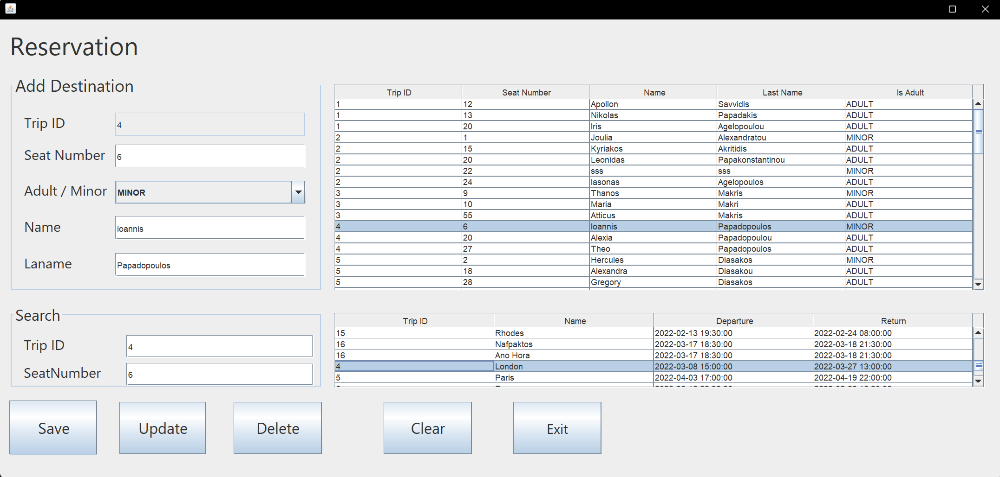 Reservation
Add Destination
Trip ID 4
Seat Number 6
Adult / Minor MINOR
Name Ioannis
Laname Papadopoulos
Trip ID Seat Number Name Last Name Is Adult
1 12 Apollon Savvidis ADULT
1 13 Nikolas Papadakis ADULT
1 20 Iris Agelopoulou ADULT
2 1 Joulia Alexandratou MINOR
2 15 Kyriakos Akritidis ADULT
2 20 Leonidas Papakonstantinou ADULT
2 22 sss sss MINOR
2 24 Iasonas Agelopoulos ADULT
3 9 Thanos Makris MINOR
3 10 Maria Makri ADULT
3 55 Atticus Makris ADULT
4 6 Ioannis Papadopoulos MINOR
4 20 Alexia Papadopoulou ADULT
4 27 Theo Papadopoulos ADULT
5 2 Hercules Diasakos MINOR
5 18 Alexandra Diasakou ADULT
5 28 Gregory Diasakos ADULT
Search
Trip ID 4
SeatNumber 6
Trip ID Name Departure Return
15 Rhodes 2022-02-13 19:30:00 2022-02-24 08:00:00
16 Nafpaktos 2022-03-17 18:30:00 2022-03-18 21:30:00
16 Ano Hora 2022-03-17 18:30:00 2022-03-18 21:30:00
4 London 2022-03-08 15:00:00 2022-03-27 13:00:00
5 Paris 2022-04-03 17:00:00 2022-04-19 22:00:00
Save Update Delete Clear Exit